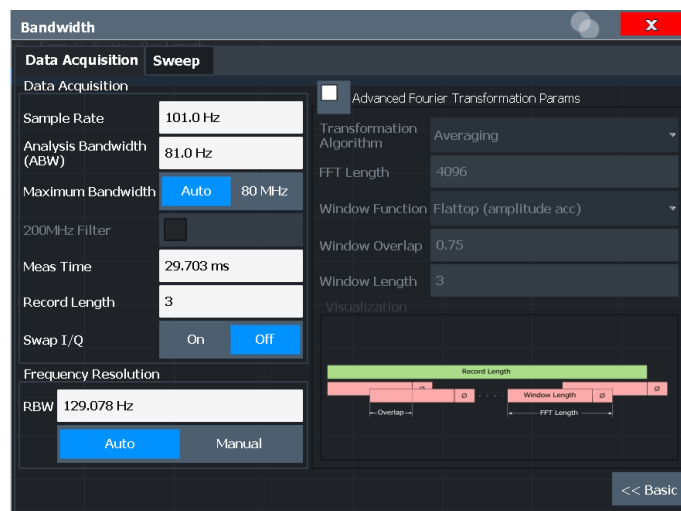 Bandwidth
X
Data Acquisition
Sweep
Data Acquisition
Sample Rate
101.0 Hz
Analysis Bandwidth
(ABW)
81.0 Hz
Maximum Bandwidth
Auto
80 MHz
200MHz Filter
Meas Time
29.703 ms
Record Length
3
Swap I/Q
On
Off
Frequency Resolution
RBW
129.078 Hz
Auto
Manual
Advanced Fourier Transformation Params
Transformation
Algorithm
Averaging
FFT Length
4096
Window Function
Flattop (amplitude acc)
Window Overlap
0.75
Window Length
3
Visualization
Record Length
Ø
Ø
Window Length
Ø
Ø
Overlap
FFT Length
<< Basic